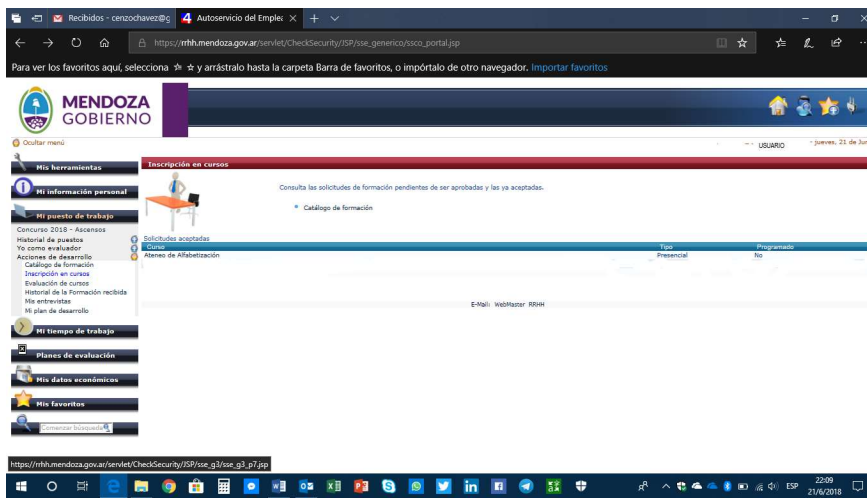 Recibidos - cenzochavez@g
Autoservicio del Emplea
https://rrhh.mendoza.gov.ar/servlet/CheckSecurity/JSP/sse_generico/ssco_portal.jsp
Para ver los favoritos aquí, selecciona y arrástralo hasta la carpeta Barra de favoritos, o impórtalo de otro navegador. Importar favoritos
MENDOZA
GOBIERNO
Ocultar menú
USUARIO - jueves, 21 de Jun
Mis herramientas
Mi información personal
Mi puesto de trabajo
Concurso 2018 - Ascensos
Historial de puestos
Yo como evaluador
Acciones de desarrollo
Catálogo de formación
Inscripción en cursos
Evaluación de cursos
Historial de la Formación recibida
Mis entrevistas
Mi plan de desarrollo
Mi tiempo de trabajo
Planes de evaluación
Mis datos económicos
Mis favoritos
Comenzar búsqueda
Inscripción en cursos
Consulta las solicitudes de formación pendientes de ser aprobadas y las ya aceptadas.
Catálogo de formación
Solicitudes aceptadas
Curso Tipo Programado
Ateneo de Alfabetización Presencial No
E-Mail: WebMaster RRHH
https://rrhh.mendoza.gov.ar/servlet/CheckSecurity/JSP/sse_g3/sse_g3_p7.jsp
ESP
22:09
21/6/2018